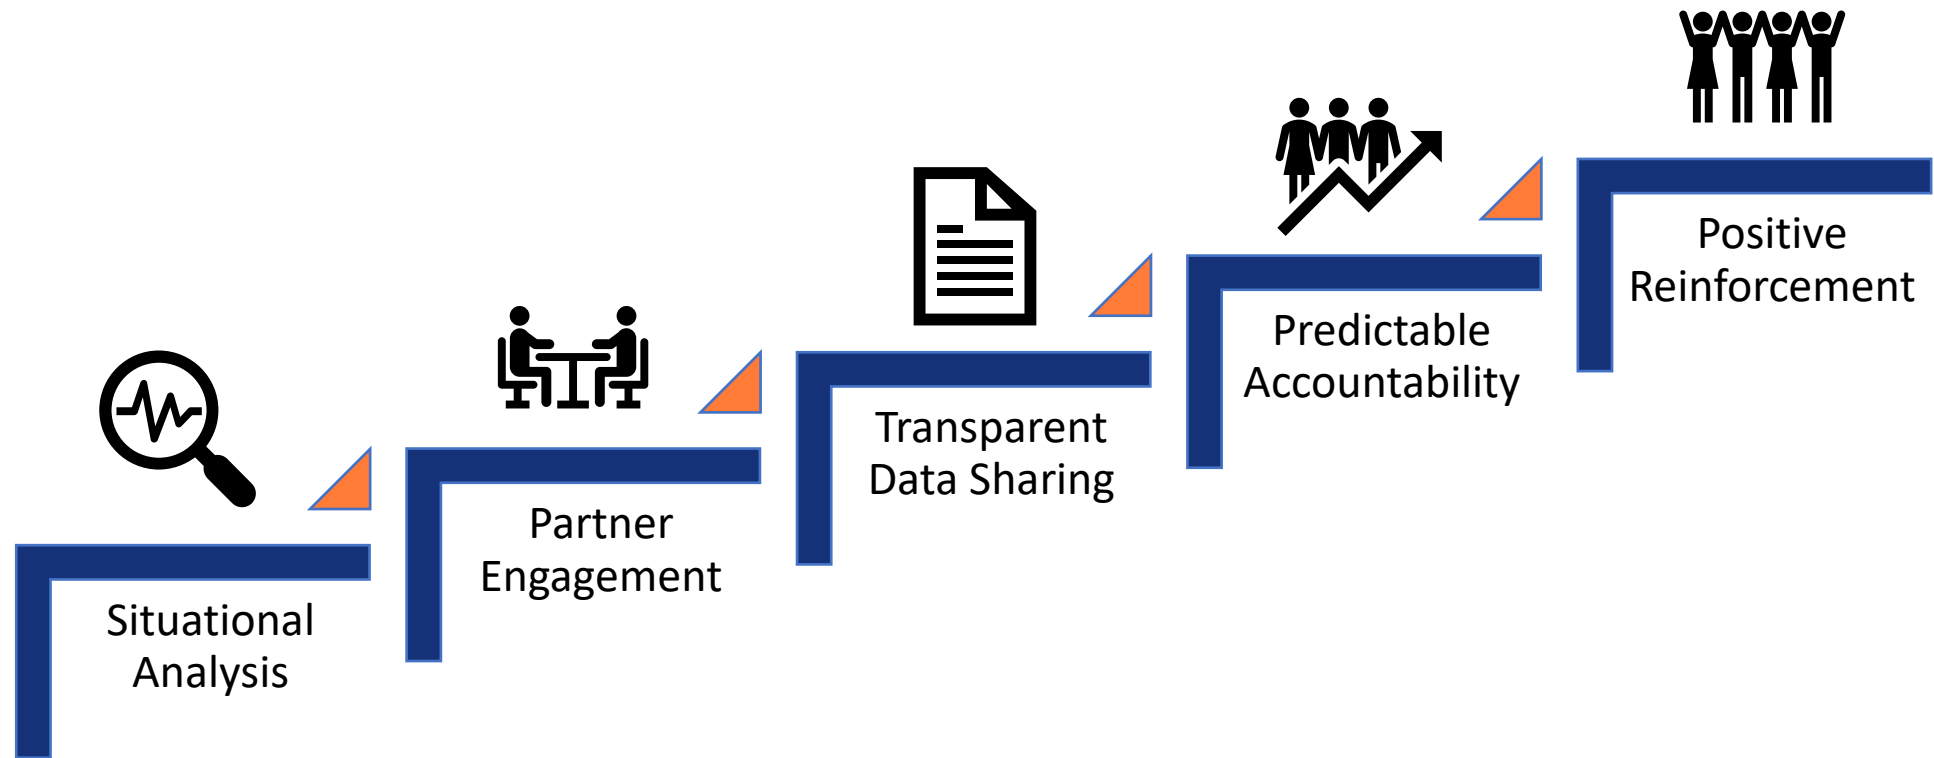 Situational
Analysis
Partner
Engagement
Transparent
Data Sharing
Predictable
Accountability
Positive
Reinforcement